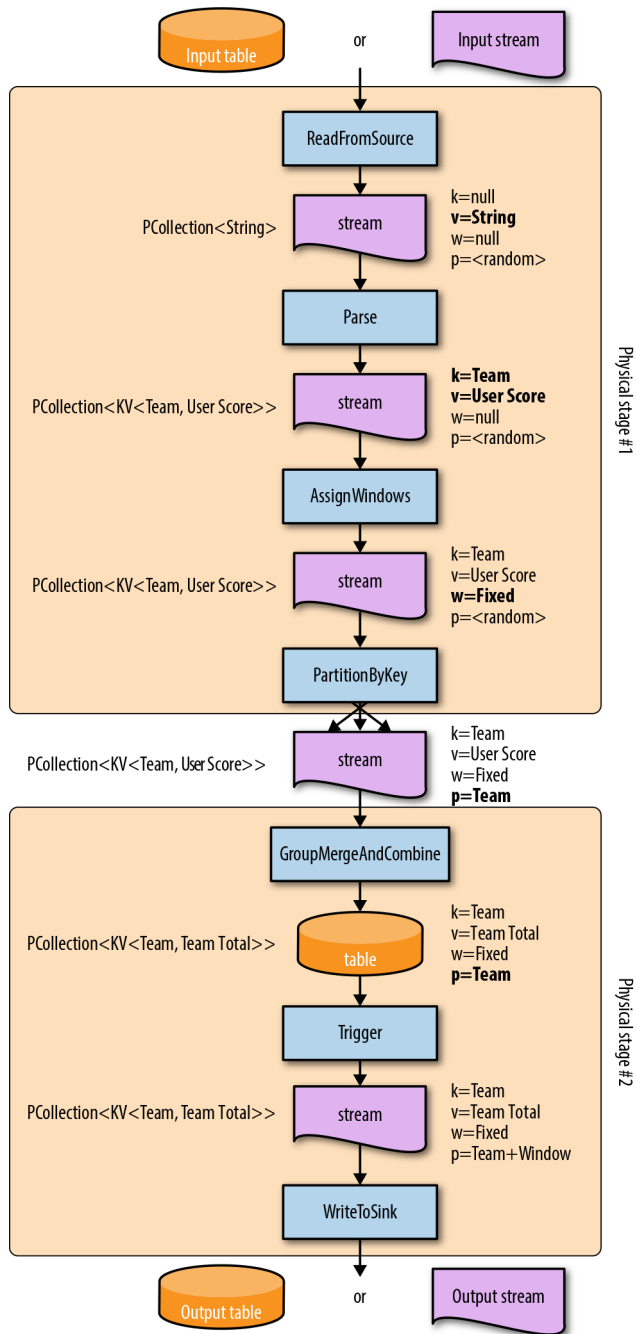 Input table
or
Input stream
ReadFromSource
PCollection<String>
stream
k=null
v=String
w=null
p=<random>
Parse
PCollection<KV<Team, User Score>>
stream
k=Team
v=User Score
w=null
p=<random>
Physical stage #1
AssignWindows
PCollection<KV<Team, User Score>>
stream
k=Team
v=User Score
w=Fixed
p=<random>
PartitionByKey
PCollection<KV<Team, User Score>>
stream
k=Team
v=User Score
w=Fixed
p=Team
GroupMergeAndCombine
PCollection<KV<Team, Team Total>>
table
k=Team
v=Team Total
w=Fixed
p=Team
Physical stage #2
Trigger
PCollection<KV<Team, Team Total>>
stream
k=Team
v=Team Total
w=Fixed
p=Team+Window
WriteToSink
Output table
or
Output stream